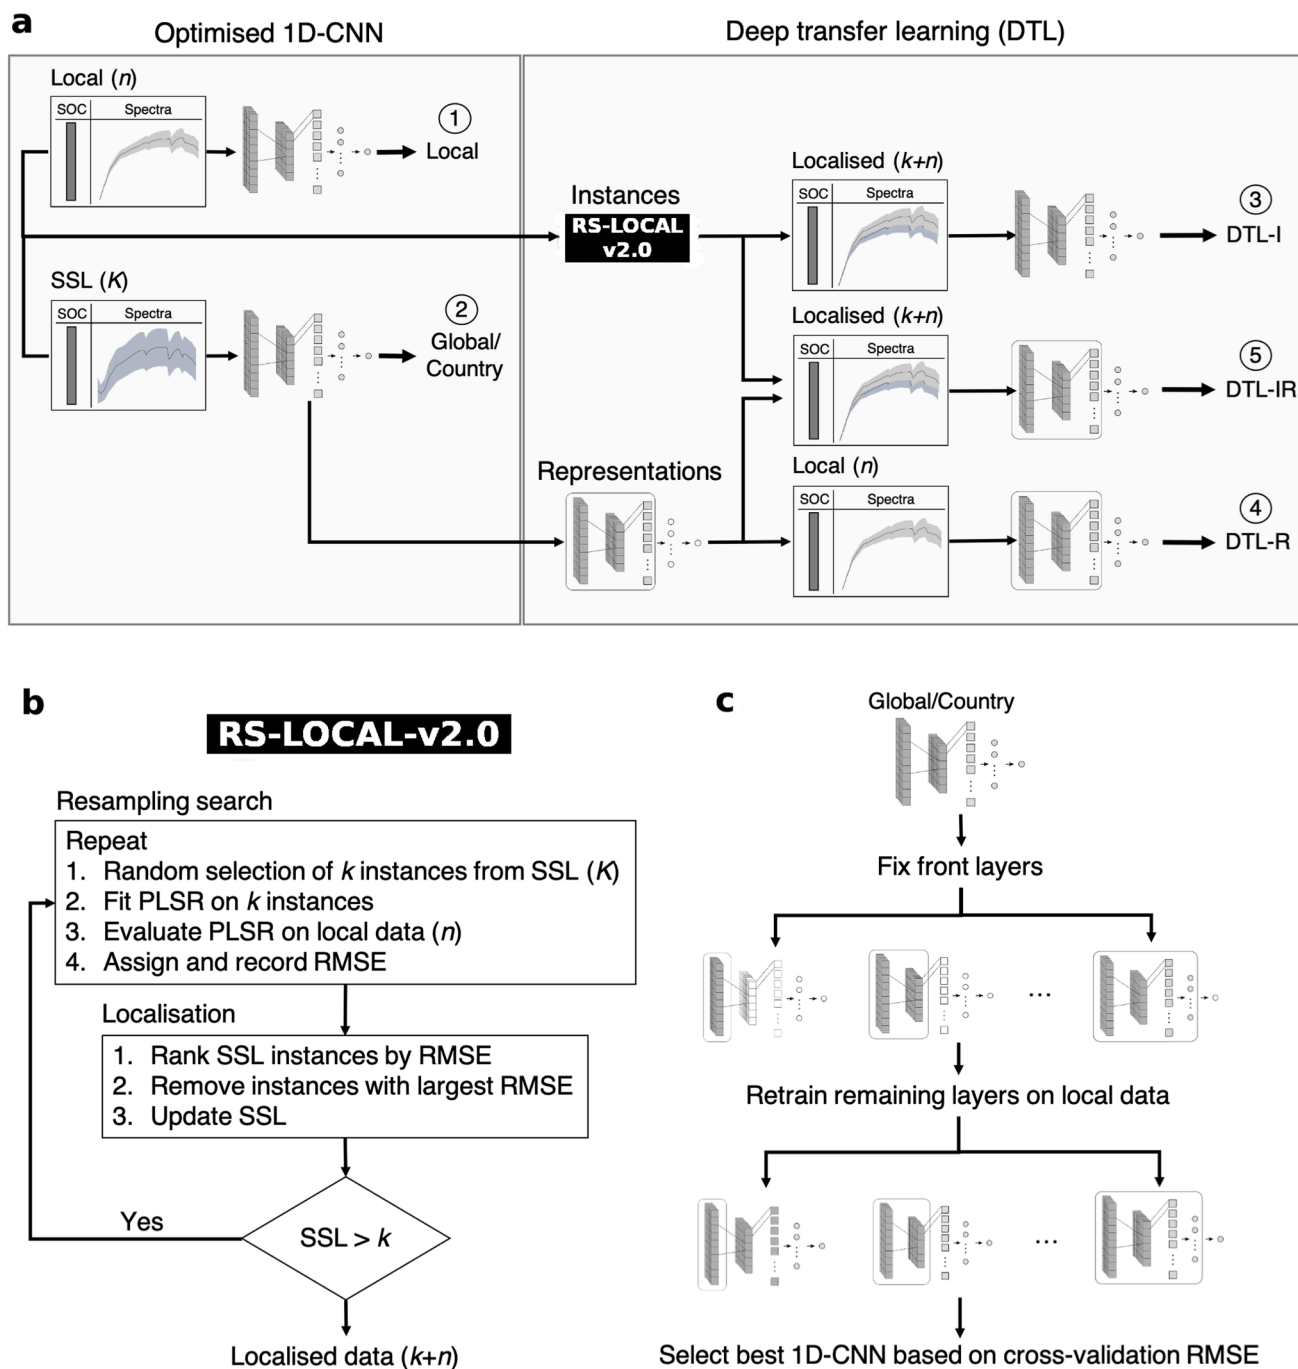 a
Optimised 1D-CNN
Deep transfer learning (DTL)
Local (n)
SOC Spectra
1
Local
SSL (K)
SOC Spectra
2
Global/
Country
Instances
RS-LOCAL
v2.0
Representations
Localised (k+n)
SOC Spectra
3
DTL-I
Localised (k+n)
SOC Spectra
5
DTL-IR
Local (n)
SOC Spectra
4
DTL-R
b
RS-LOCAL-v2.0
Resampling search
Repeat
1. Random selection of k instances from SSL (K)
2. Fit PLSR on k instances
3. Evaluate PLSR on local data (n)
4. Assign and record RMSE
Localisation
1. Rank SSL instances by RMSE
2. Remove instances with largest RMSE
3. Update SSL
Yes
SSL > k
Localised data (k+n)
c
Global/Country
Fix front layers
...
Retrain remaining layers on local data
...
Select best 1D-CNN based on cross-validation RMSE